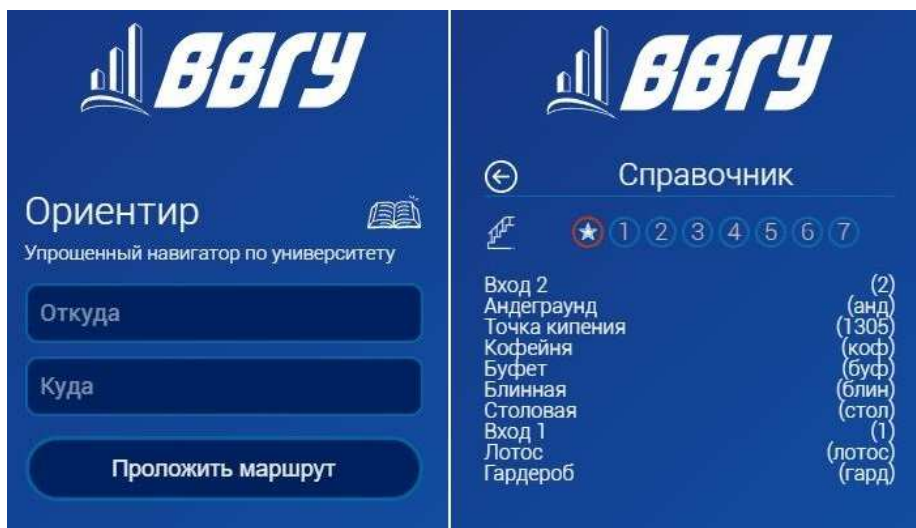 ВВГУ
Ориентир
Упрощенный навигатор по университету
Откуда
Куда
Проложить маршрут
ВВГУ
Справочник
1 2 3 4 5 6 7
Вход 2 (2)
Андеграунд (анд)
Точка кипения (1305)
Кофейня (коф)
Буфет (буф)
Блинная (блин)
Столовая (стол)
Вход 1 (1)
Лотос (лотос)
Гардероб (гард)